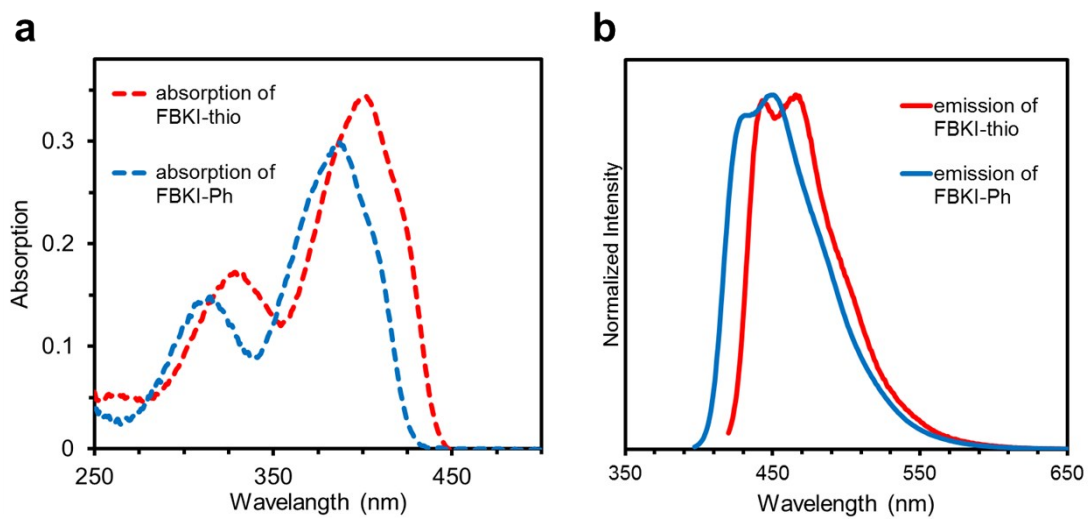 a
absorption of
FBKI-thio
absorption of
FBKI-Ph
Absorption
0.3
0.2
0.1
0
250
350
450
Wavelangth (nm)
b
emission of
FBKI-thio
emission of
FBKI-Ph
Normalized Intensity
350
450
550
650
Wavelength (nm)